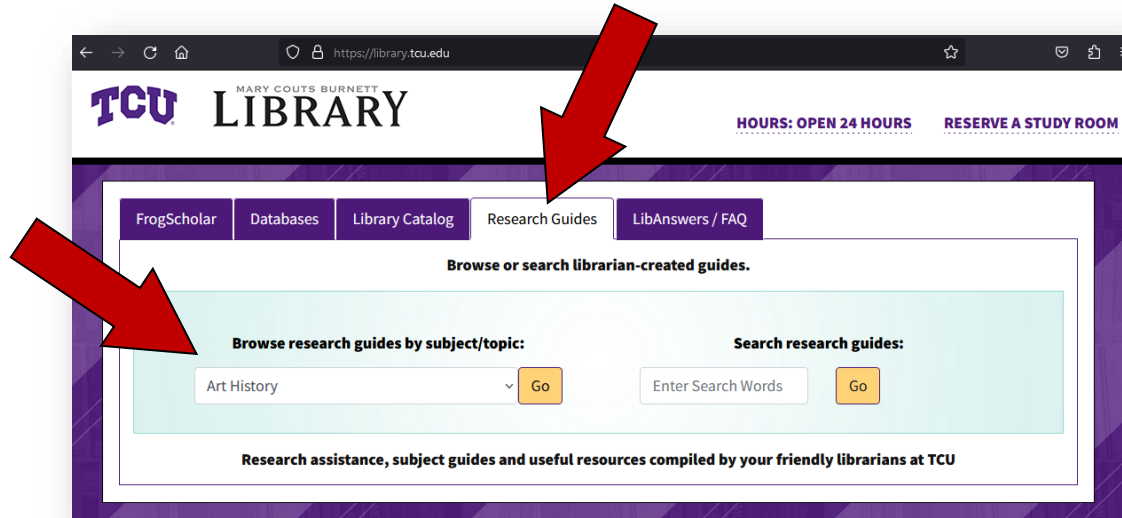 https://library.tcu.edu
TCU
MARY COUTS BURNETT
LIBRARY
HOURS: OPEN 24 HOURS RESERVE A STUDY ROOM
FrogScholar Databases Library Catalog Research Guides LibAnswers / FAQ
Browse or search librarian-created guides.
Browse research guides by subject/topic: Search research guides:
Art History Go Enter Search Words Go
Research assistance, subject guides and useful resources compiled by your friendly librarians at TCU